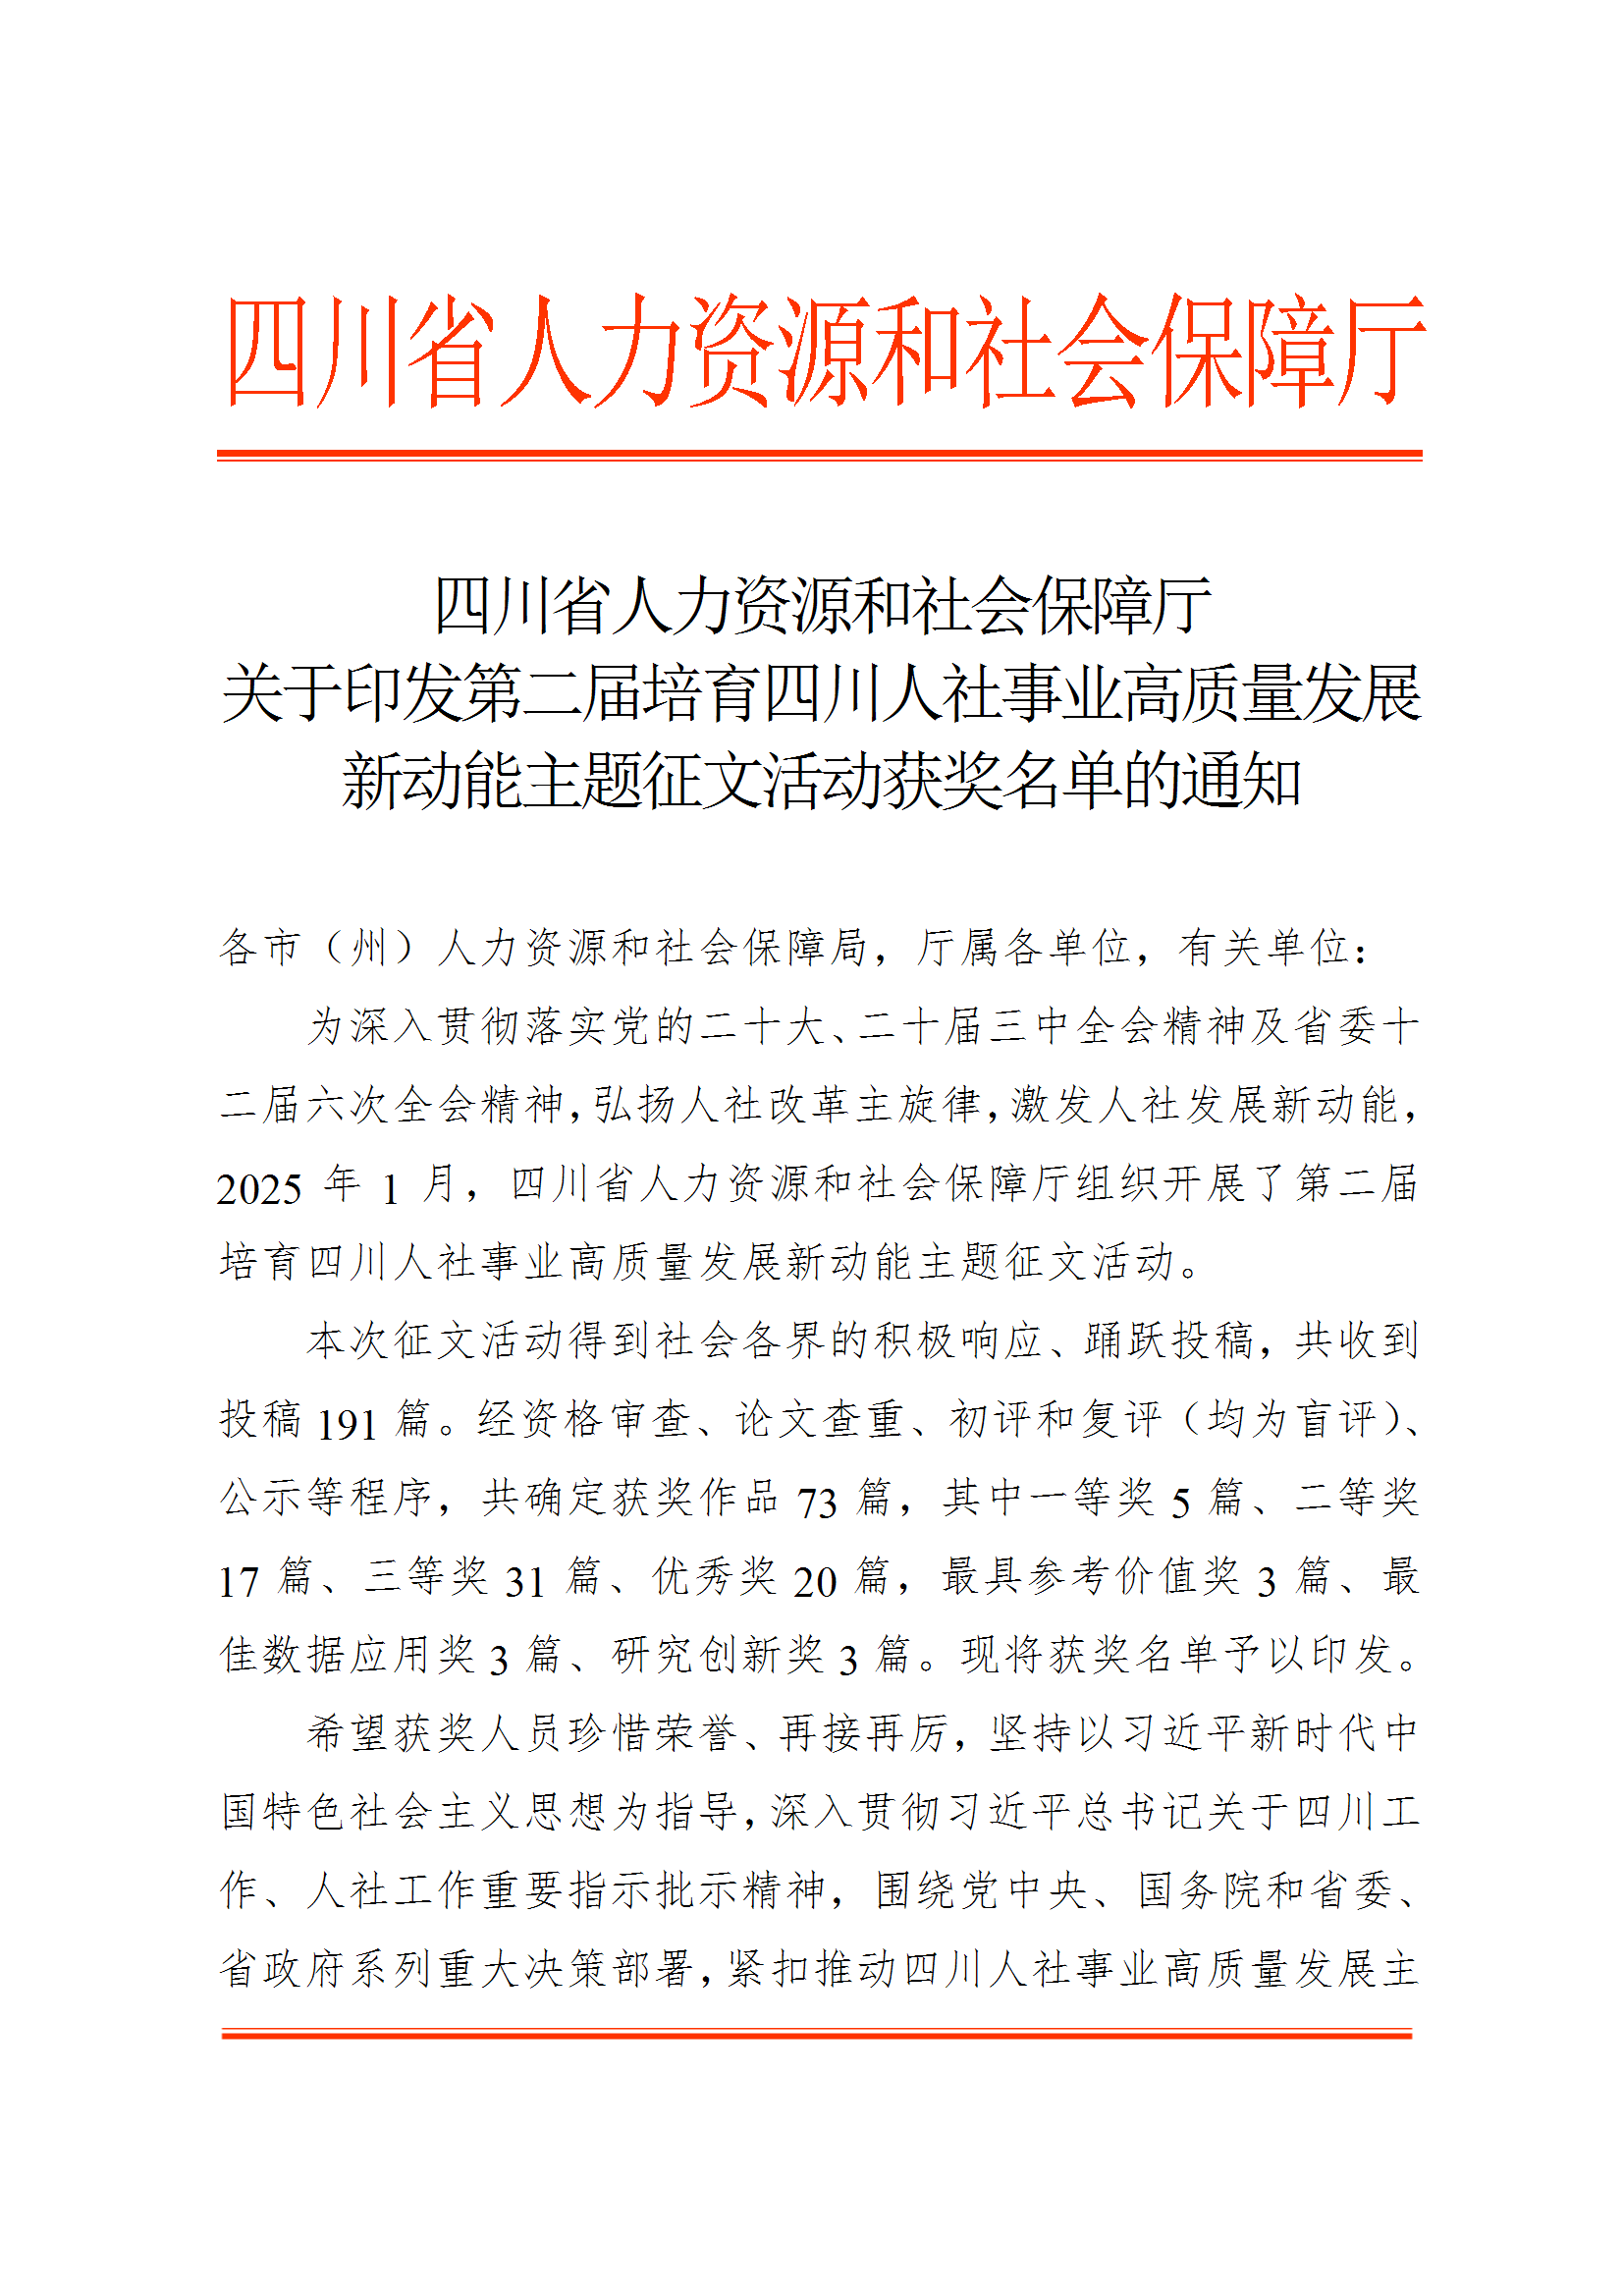 四川省人力资源和社会保障厅
四川省人力资源和社会保障厅
关于印发第二届培育四川人社事业高质量发展
新动能主题征文活动获奖名单的通知
各市（州）人力资源和社会保障局，厅属各单位，有关单位：
为深入贯彻落实党的二十大、二十届三中全会精神及省委十
二届六次全会精神，弘扬人社改革主旋律，激发人社发展新动能，
2025 年 1 月，四川省人力资源和社会保障厅组织开展了第二届
培育四川人社事业高质量发展新动能主题征文活动。
本次征文活动得到社会各界的积极响应、踊跃投稿，共收到
投稿 191 篇。经资格审查、论文查重、初评和复评（均为盲评）、
公示等程序，共确定获奖作品 73 篇，其中一等奖 5 篇、二等奖
17 篇、三等奖 31 篇、优秀奖 20 篇，最具参考价值奖 3 篇、最
佳数据应用奖 3 篇、研究创新奖 3 篇。现将获奖名单予以印发。
希望获奖人员珍惜荣誉、再接再厉，坚持以习近平新时代中
国特色社会主义思想为指导，深入贯彻习近平总书记关于四川工
作、人社工作重要指示批示精神，围绕党中央、国务院和省委、
省政府系列重大决策部署，紧扣推动四川人社事业高质量发展主